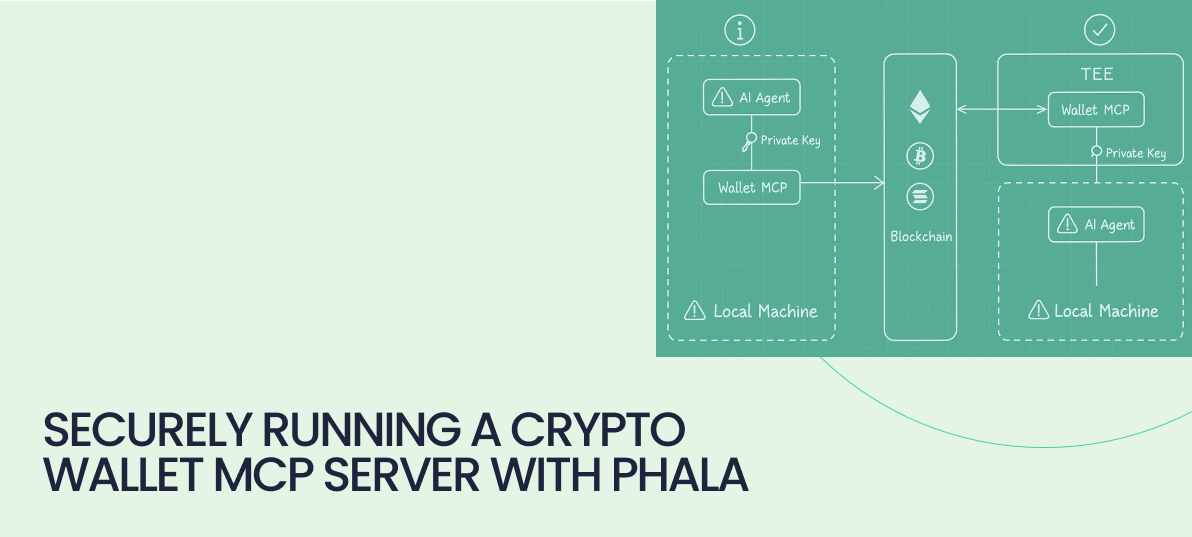 AI Agent
Private Key
Wallet MCP
Local Machine
Blockchain
TEE
Wallet MCP
Private Key
AI Agent
Local Machine
SECURELY RUNNING A CRYPTO
WALLET MCP SERVER WITH PHALA